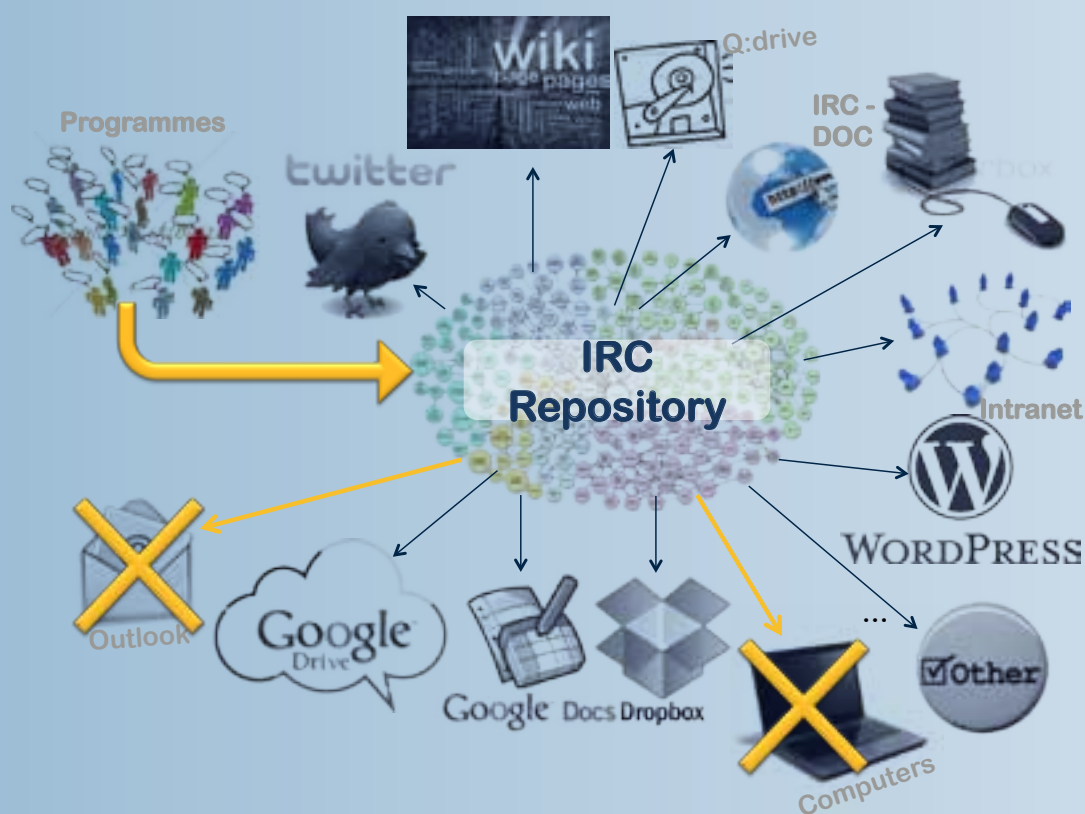 Programmes
twitter
wiki
pages
web
Q:drive
IRC -
DOC
http://
Intranet
IRC
Repository
WORDPRESS
Outlook
Google
Drive
Google Docs
Dropbox
...
Other
Computers